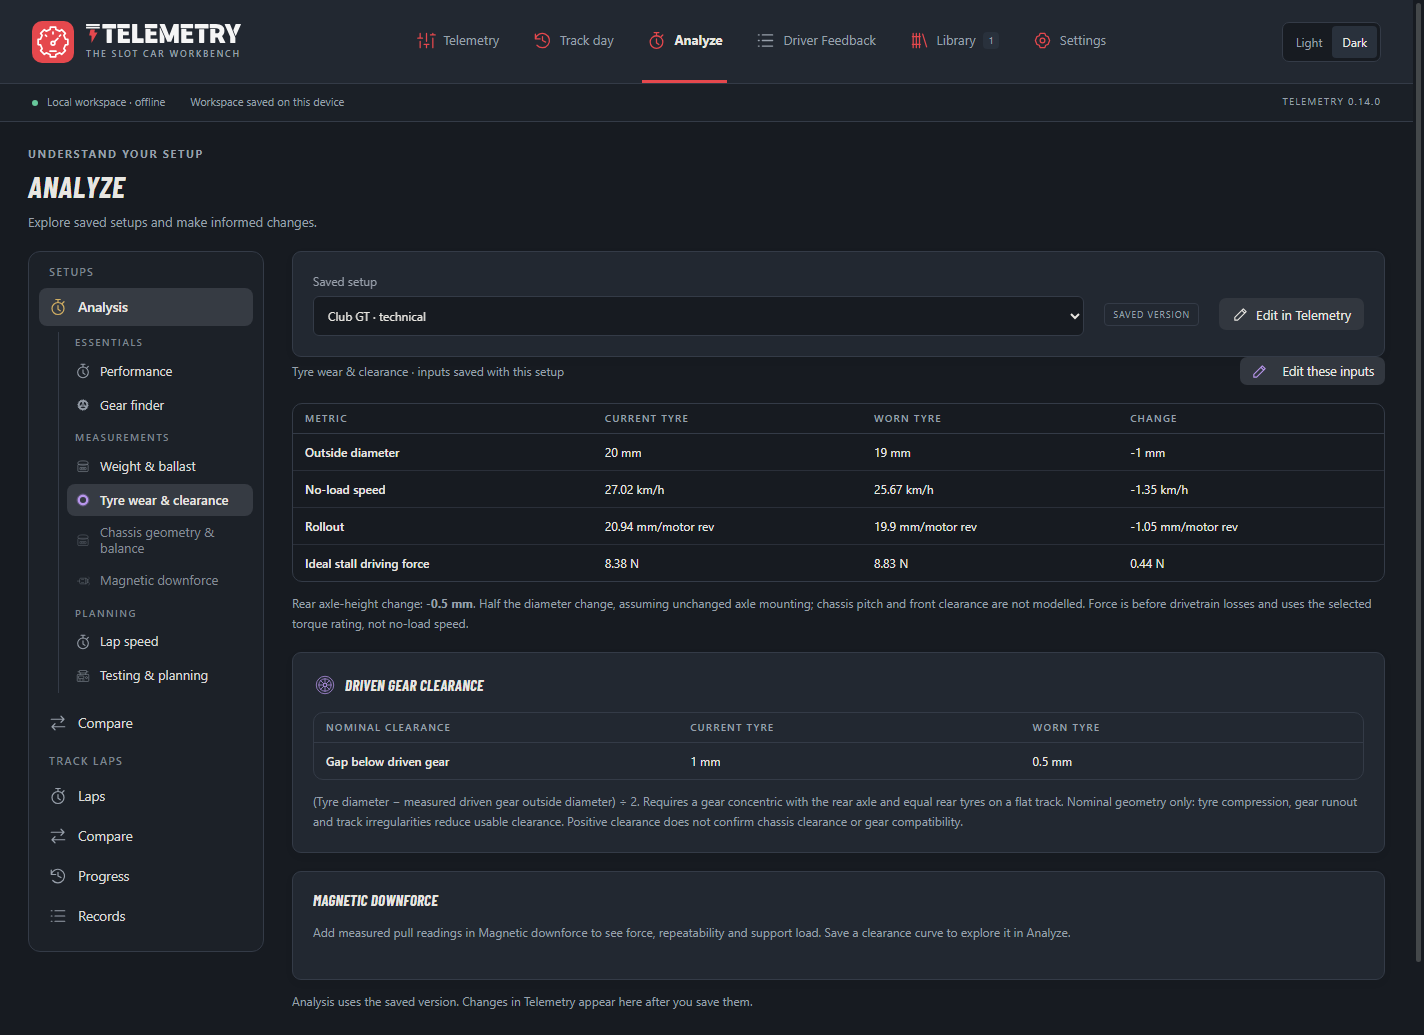 TELEMETRY
THE SLOT CAR WORKBENCH
Telemetry
Track day
Analyze
Driver Feedback
Library 1
Settings
Light Dark
Local workspace · offline
Workspace saved on this device
TELEMETRY 0.14.0
UNDERSTAND YOUR SETUP
ANALYZE
Explore saved setups and make informed changes.
SETUPS
Analysis
ESSENTIALS
Performance
Gear finder
MEASUREMENTS
Weight & ballast
Tyre wear & clearance
Chassis geometry &
balance
Magnetic downforce
PLANNING
Lap speed
Testing & planning
Compare
TRACK LAPS
Laps
Compare
Progress
Records
Saved setup
Club GT · technical
SAVED VERSION
Edit in Telemetry
Tyre wear & clearance · inputs saved with this setup
Edit these inputs
METRIC CURRENT TYRE WORN TYRE CHANGE
Outside diameter 20 mm 19 mm -1 mm
No-load speed 27.02 km/h 25.67 km/h -1.35 km/h
Rollout 20.94 mm/motor rev 19.9 mm/motor rev -1.05 mm/motor rev
Ideal stall driving force 8.38 N 8.83 N 0.44 N
Rear axle-height change: -0.5 mm. Half the diameter change, assuming unchanged axle mounting; chassis pitch and front clearance are not modelled. Force is before drivetrain losses and uses the selected
torque rating, not no-load speed.
DRIVEN GEAR CLEARANCE
NOMINAL CLEARANCE CURRENT TYRE WORN TYRE
Gap below driven gear 1 mm 0.5 mm
(Tyre diameter − measured driven gear outside diameter) ÷ 2. Requires a gear concentric with the rear axle and equal rear tyres on a flat track. Nominal geometry only: tyre compression, gear runout
and track irregularities reduce usable clearance. Positive clearance does not confirm chassis clearance or gear compatibility.
MAGNETIC DOWNFORCE
Add measured pull readings in Magnetic downforce to see force, repeatability and support load. Save a clearance curve to explore it in Analyze.
Analysis uses the saved version. Changes in Telemetry appear here after you save them.